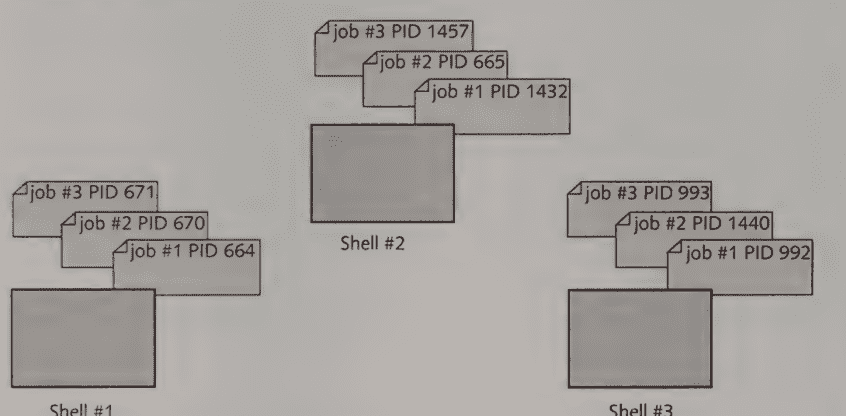 job #3 PID 1457
job #2 PID 665
job #1 PID 1432
Shell #2
job #3 PID 671
job #2 PID 670
job #1 PID 664
Shell #1
job #3 PID 993
job #2 PID 1440
job #1 PID 992
Shell #3